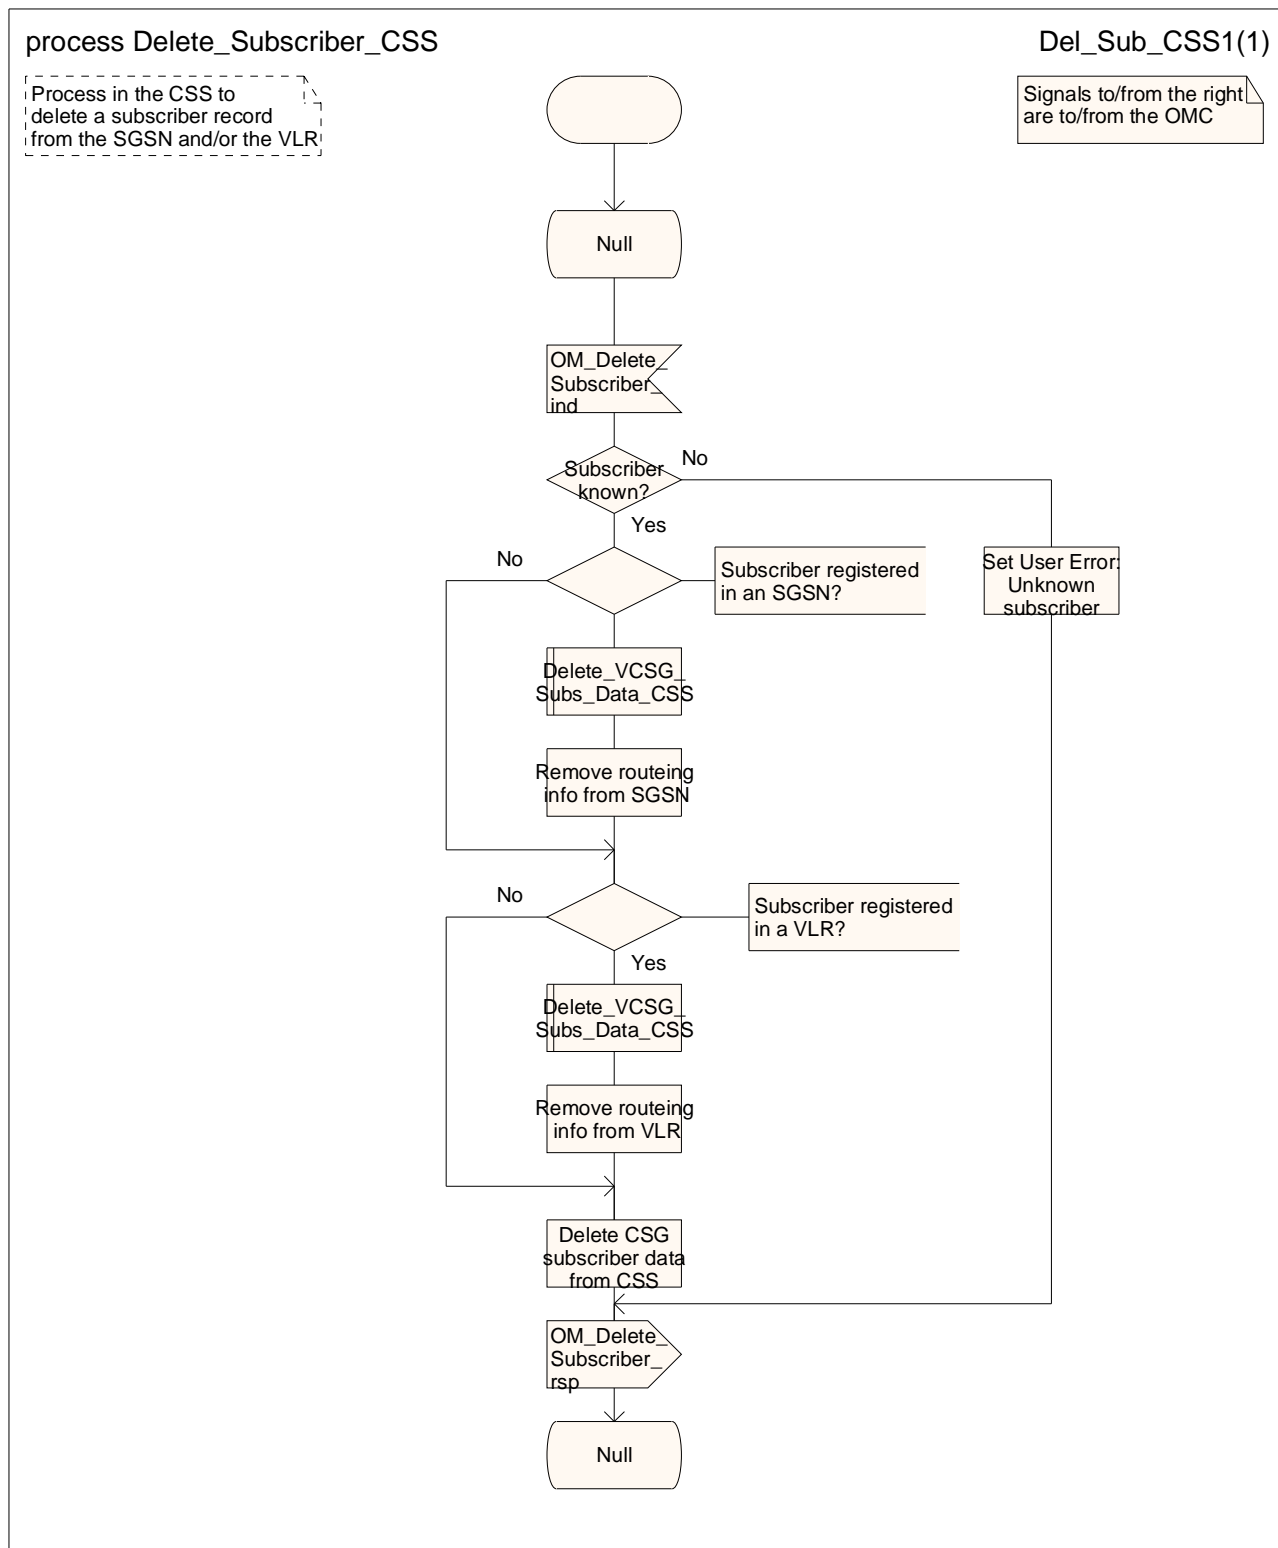 process Delete_Subscriber_CSS
Del_Sub_CSS1(1)
Process in the CSS to
delete a subscriber record
from the SGSN and/or the VLR
Signals to/from the right
are to/from the OMC
Null
OM_Delete_
Subscriber_
ind
Subscriber
known?
No
Yes
No
Subscriber registered
in an SGSN?
Set User Error:
Unknown
subscriber
Delete_VCSG_
Subs_Data_CSS
Remove routeing
info from SGSN
No
Subscriber registered
in a VLR?
Yes
Delete_VCSG_
Subs_Data_CSS
Remove routeing
info from VLR
Delete CSG
subscriber data
from CSS
OM_Delete_
Subscriber_
rsp
Null